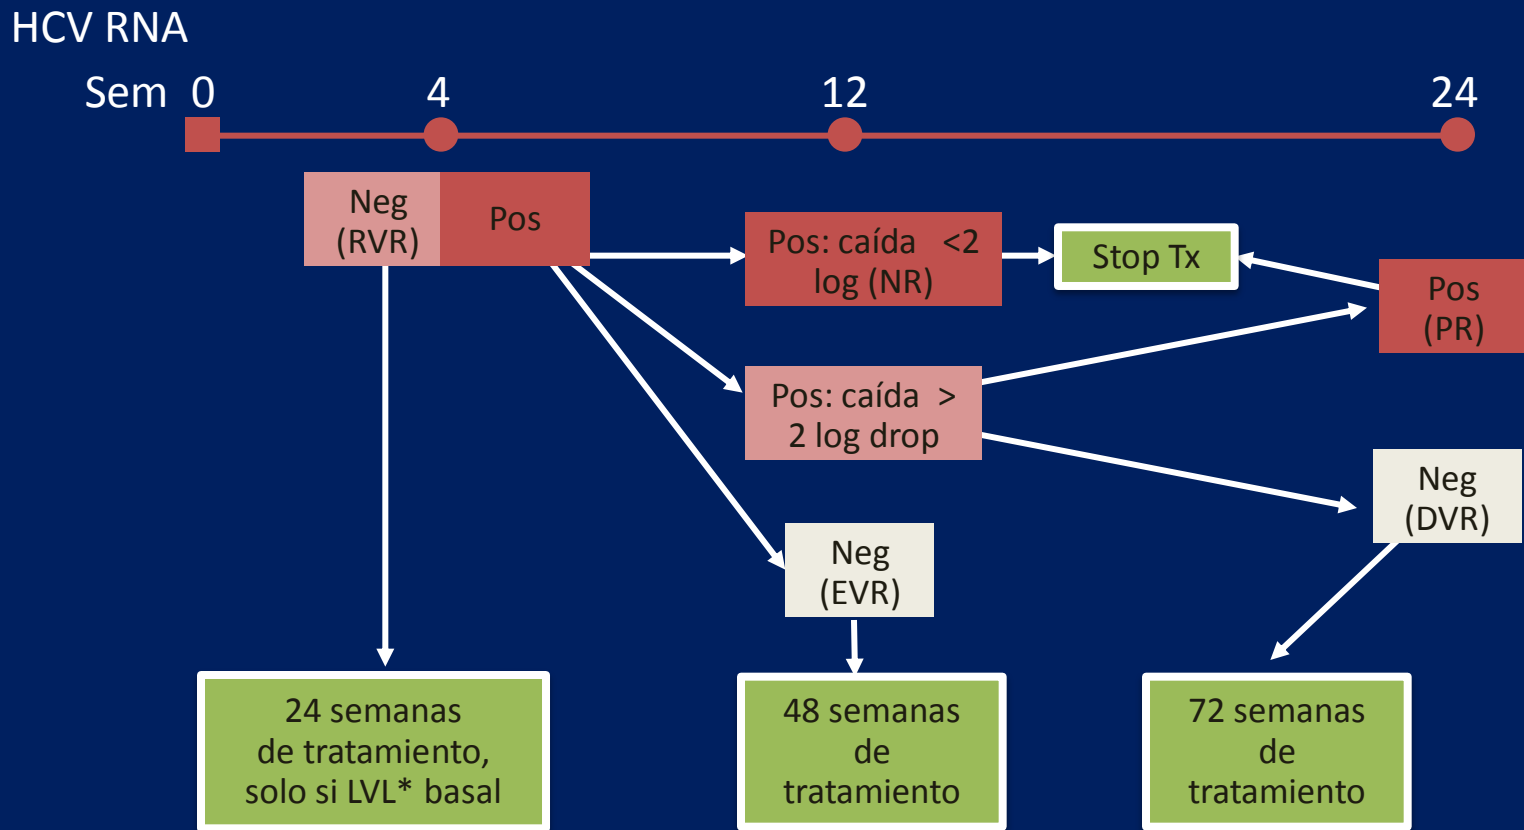 HCV RNA
Sem 0 4 12 24
Neg
(RVR)
Pos
Pos: caída <2
log (NR)
Stop Tx
Pos
(PR)
Pos: caída >
2 log drop
Neg
(DVR)
Neg
(EVR)
24 semanas
de tratamiento,
solo si LVL* basal
48 semanas
de
tratamiento
72 semanas
de
tratamiento